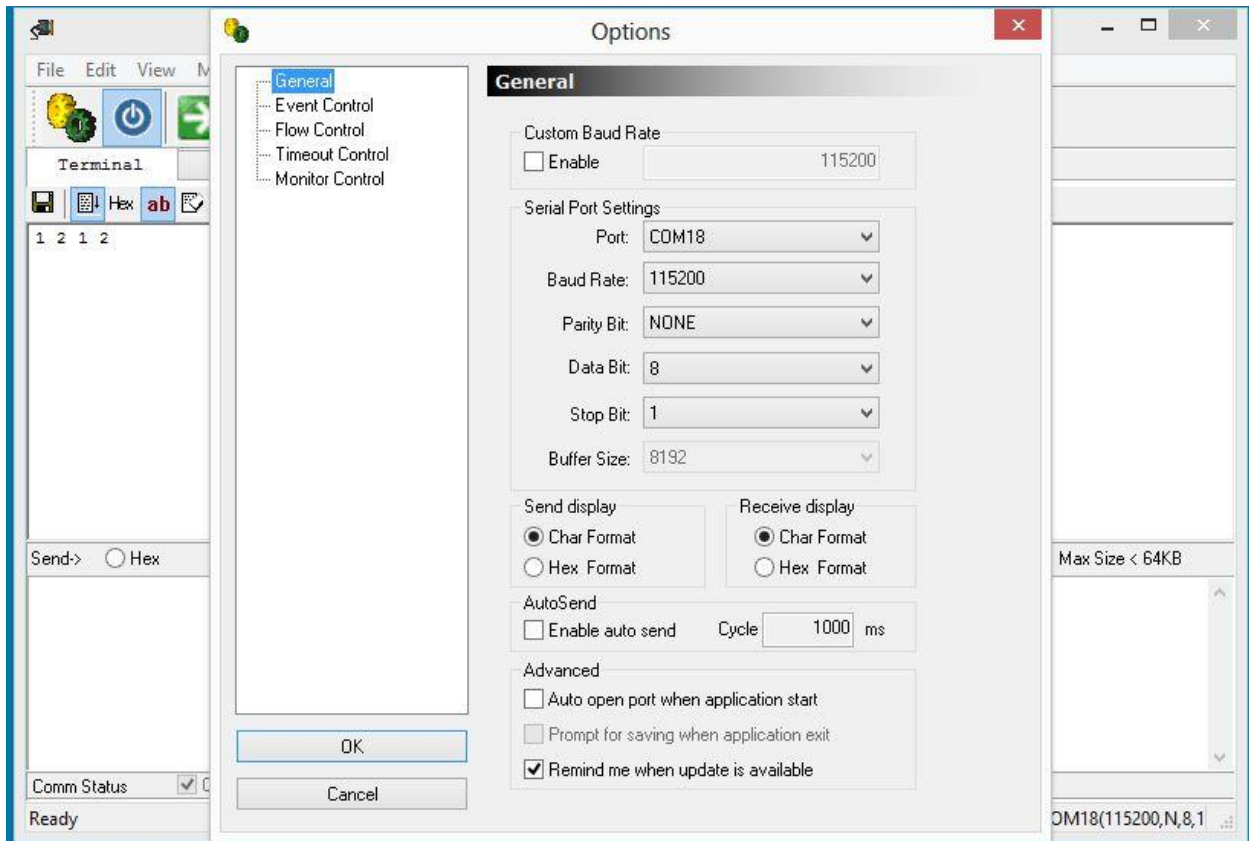 Options
File Edit View
Terminal
Hex ab
1 2 1 2
Send-> Hex
Max Size < 64KB
Comm Status
Ready
OM18(115200,N,8,1
General
Event Control
Flow Control
Timeout Control
Monitor Control
OK
Cancel
General
Custom Baud Rate
Enable 115200
Serial Port Settings
Port: COM18
Baud Rate: 115200
Parity Bit: NONE
Data Bit: 8
Stop Bit: 1
Buffer Size: 8192
Send display
Char Format
Hex Format
Receive display
Char Format
Hex Format
AutoSend
Enable auto send Cycle 1000 ms
Advanced
Auto open port when application start
Prompt for saving when application exit
Remind me when update is available